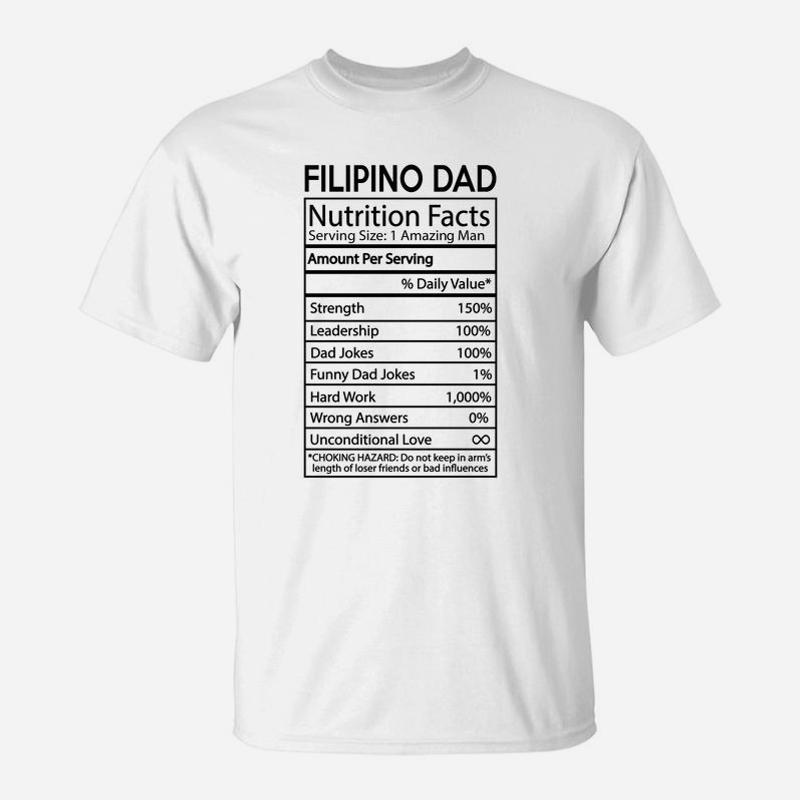 FILIPINO DAD
Nutrition Facts
Serving Size: 1 Amazing Man
Amount Per Serving
% Daily Value*
Strength 150%
Leadership 100%
Dad Jokes 100%
Funny Dad Jokes 1%
Hard Work 1,000%
Wrong Answers 0%
Unconditional Love ∞
*CHOKING HAZARD: Do not keep in arm's
length of loser friends or bad influences